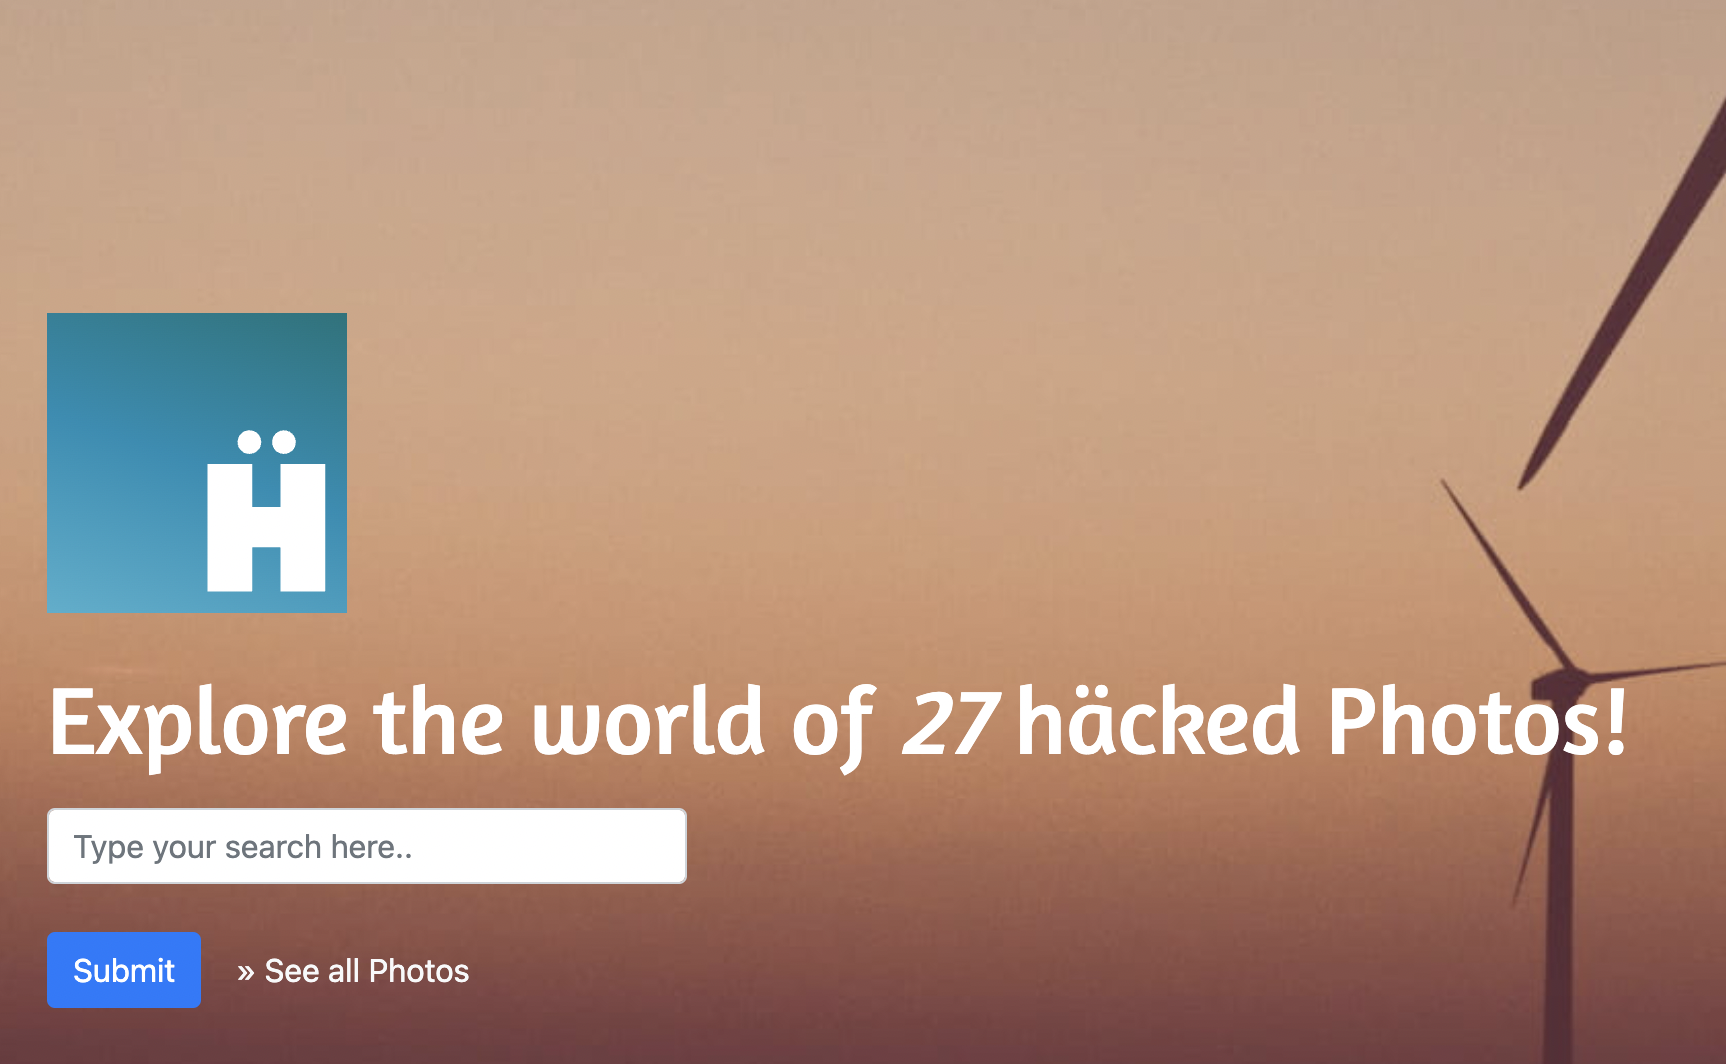 Ḧ
Explore the world of 27 häcked Photos!
Type your search here..
Submit
» See all Photos